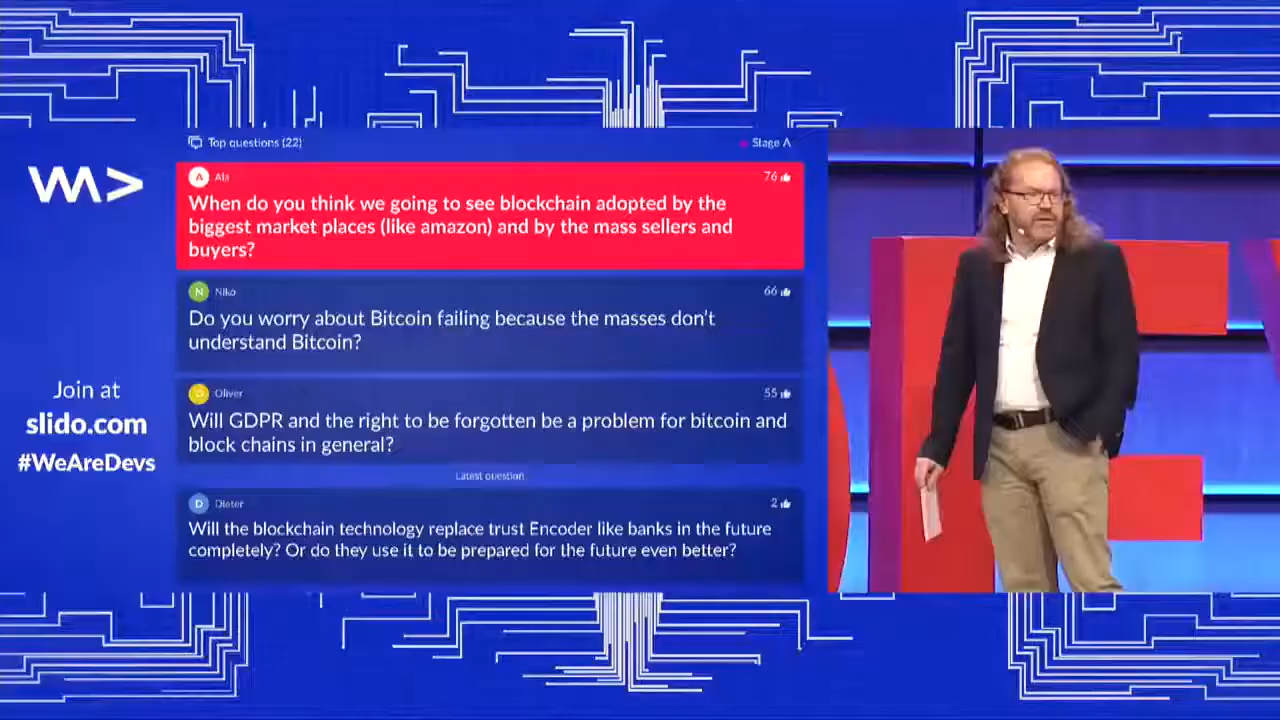 Top questions (22)
Stage A
WA>
A Ala
76
When do you think we going to see blockchain adopted by the
biggest market places (like amazon) and by the mass sellers and
buyers?
N Niko
66
Do you worry about Bitcoin failing because the masses don't
understand Bitcoin?
Join at
slido.com
#WeAreDevs
O Oliver
55
Will GDPR and the right to be forgotten be a problem for bitcoin and
block chains in general?
Latest question
D Dieter
2
Will the blockchain technology replace trust Encoder like banks in the future
completely? Or do they use it to be prepared for the future even better?